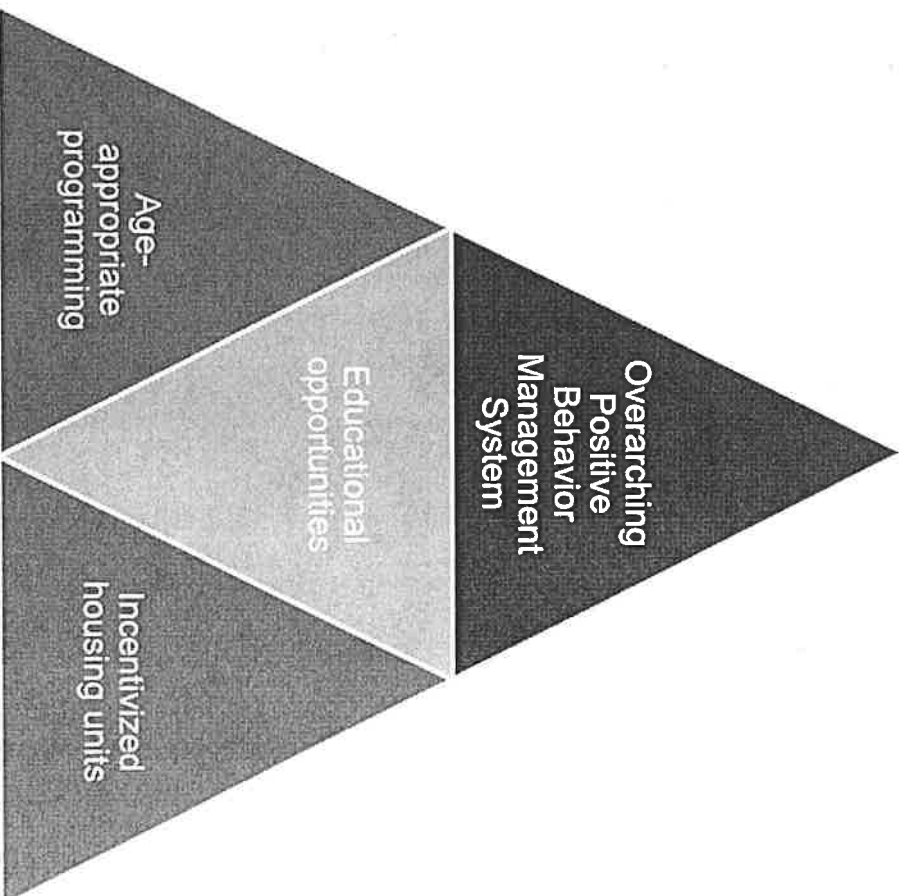 Overarching
Positive
Behavior
Management
System
Educational
opportunities
Age-
appropriate
programming
Incentivized
housing units